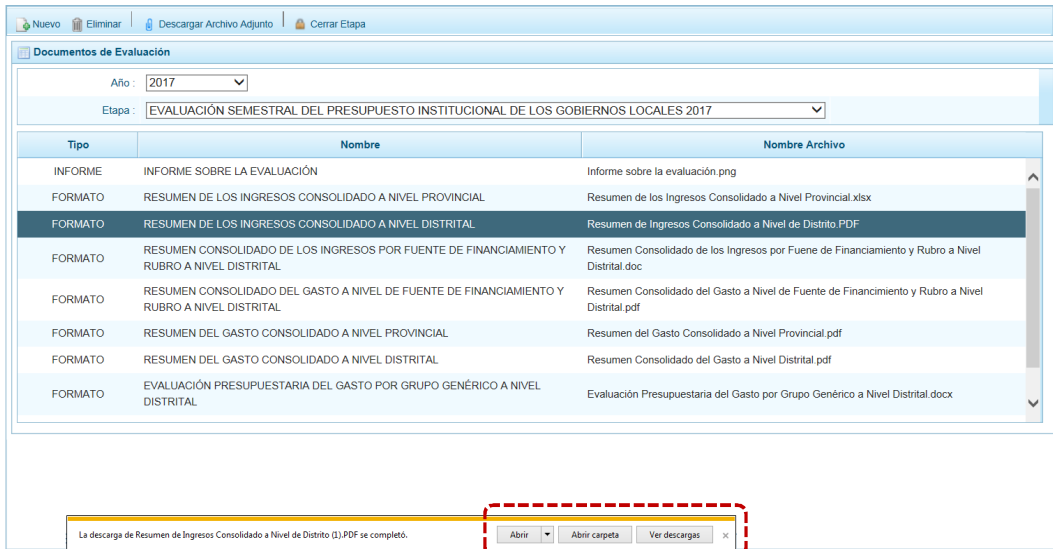 Nuevo Eliminar Descargar Archivo Adjunto Cerrar Etapa
Documentos de Evaluación
Año : 2017
Etapa : EVALUACIÓN SEMESTRAL DEL PRESUPUESTO INSTITUCIONAL DE LOS GOBIERNOS LOCALES 2017
Tipo Nombre Nombre Archivo
INFORME INFORME SOBRE LA EVALUACIÓN Informe sobre la evaluación.png
FORMATO RESUMEN DE LOS INGRESOS CONSOLIDADO A NIVEL PROVINCIAL Resumen de los Ingresos Consolidado a Nivel Provincial.xlsx
FORMATO RESUMEN DE LOS INGRESOS CONSOLIDADO A NIVEL DISTRITAL Resumen de Ingresos Consolidado a Nivel de Distrito.PDF
FORMATO RESUMEN CONSOLIDADO DE LOS INGRESOS POR FUENTE DE FINANCIAMIENTO Y Resumen Consolidado de los Ingresos por Fuene de Financiamiento y Rubro a Nivel
RUBRO A NIVEL DISTRITAL Distrital.doc
FORMATO RESUMEN CONSOLIDADO DEL GASTO A NIVEL DE FUENTE DE FINANCIAMIENTO Y Resumen Consolidado del Gasto a Nivel de Fuente de Financimiento y Rubro a Nivel
RUBRO A NIVEL DISTRITAL Distrital.pdf
FORMATO RESUMEN DEL GASTO CONSOLIDADO A NIVEL PROVINCIAL Resumen del Gasto Consolidado a Nivel Provincial.pdf
FORMATO RESUMEN DEL GASTO CONSOLIDADO A NIVEL DISTRITAL Resumen Consolidado del Gasto a Nivel Distrital.pdf
FORMATO EVALUACIÓN PRESUPUESTARIA DEL GASTO POR GRUPO GENÉRICO A NIVEL Evaluación Presupuestaria del Gasto por Grupo Genérico a Nivel Distrital.docx
DISTRITAL
La descarga de Resumen de Ingresos Consolidado a Nivel de Distrito (1).PDF se completó. Abrir Abrir carpeta Ver descargas ×